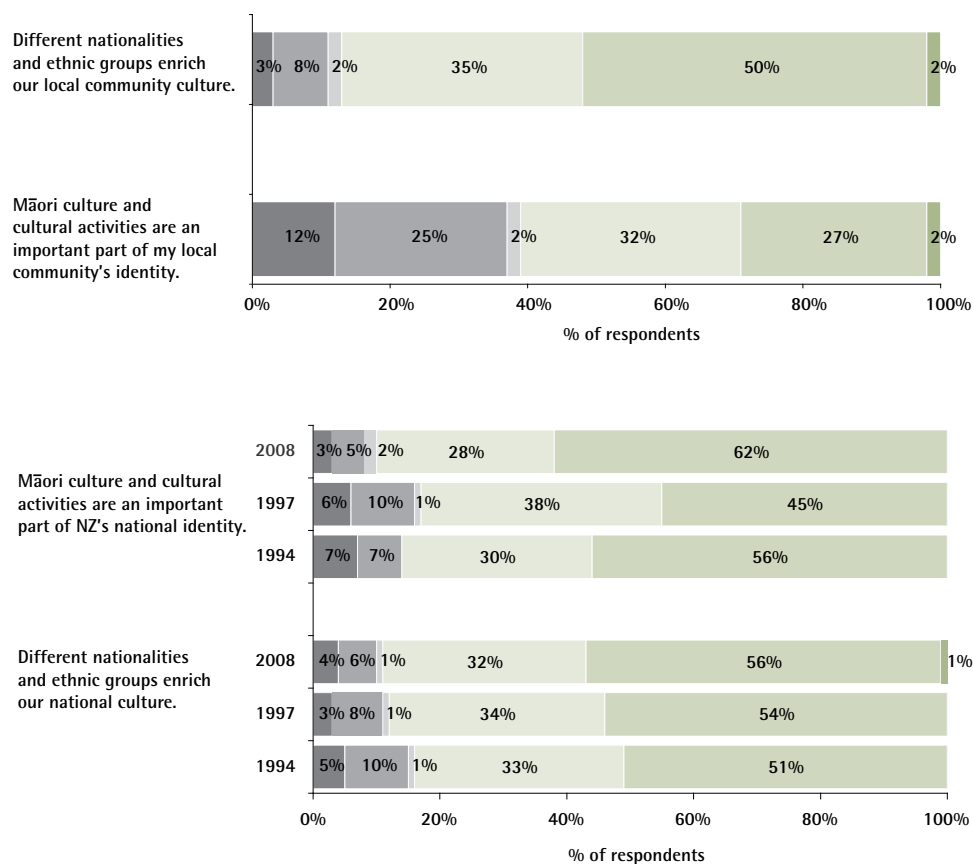 Different nationalities
and ethnic groups enrich
our local community culture.
3% 8% 2% 35% 50% 2%
Māori culture and
cultural activities are an
important part of my local
community's identity.
12% 25% 2% 32% 27% 2%
0% 20% 40% 60% 80% 100%
% of respondents
Māori culture and cultural
activities are an important
part of NZ's national identity.
2008 3% 5% 2% 28% 62%
1997 6% 10% 1% 38% 45%
1994 7% 7% 30% 56%
Different nationalities
and ethnic groups enrich
our national culture.
2008 4% 6% 1% 32% 56% 1%
1997 3% 8% 1% 34% 54%
1994 5% 10% 1% 33% 51%
0% 20% 40% 60% 80% 100%
% of respondents